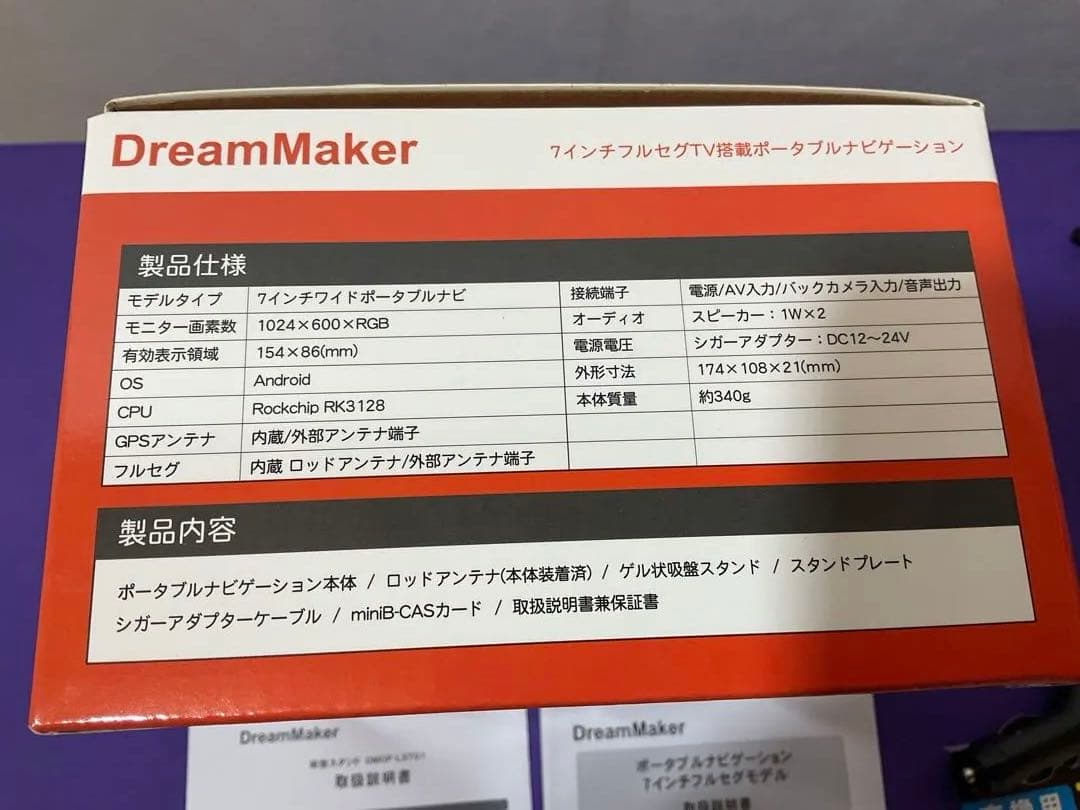 DreamMaker
7インチフルセグTV搭載ポータブルナビゲーション
製品仕様
モデルタイプ 7インチワイドポータブルナビ 接続端子 電源/AV入力/バックカメラ入力/音声出力
モニター画素数 1024×600×RGB オーディオ スピーカー：1W×2
有効表示領域 154×86(mm) 電源電圧 シガーアダプター：DC12～24V
OS Android 外形寸法 174×108×21(mm)
CPU Rockchip RK3128 本体質量 約340g
GPSアンテナ 内蔵/外部アンテナ端子
フルセグ 内蔵 ロッドアンテナ/外部アンテナ端子
製品内容
ポータブルナビゲーション本体 / ロッドアンテナ(本体装着済) / ゲル状吸盤スタンド / スタンドプレート
シガーアダプターケーブル / miniB-CASカード / 取扱説明書兼保証書
DreamMaker
取扱説明書
DreamMaker
ポータブルナビゲーション
7インチフルセグモデル
取扱説明書